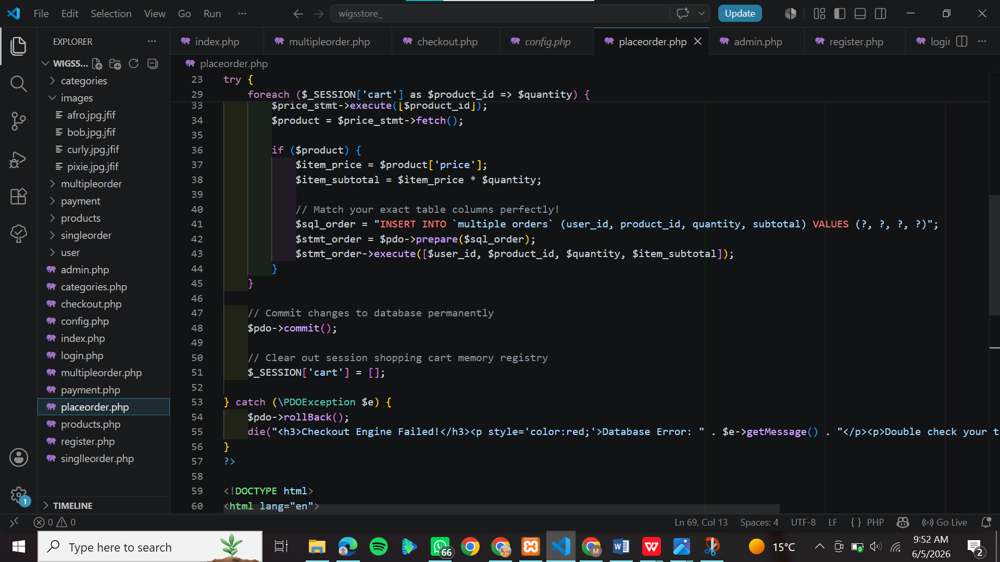 File Edit Selection View Go Run ···
wigsstore_
Update
EXPLORER ···
WIGSS...
categories
images
afro.jpg.jfif
bob.jpg.jfif
curly.jpg.jfif
pixie.jpg.jfif
multipleorder
payment
products
singleorder
user
admin.php
categories.php
checkout.php
config.php
index.php
login.php
multipleorder.php
payment.php
placeorder.php
products.php
register.php
singlleorder.php
TIMELINE
1
index.php multipleorder.php checkout.php config.php placeorder.php admin.php register.php login
placeorder.php
23 try {
29 foreach ($_SESSION['cart'] as $product_id => $quantity) {
33 $price_stmt->execute([$product_id]);
34 $product = $price_stmt->fetch();
35
36 if ($product) {
37 $item_price = $product['price'];
38 $item_subtotal = $item_price * $quantity;
39
40 // Match your exact table columns perfectly!
41 $sql_order = "INSERT INTO `multiple orders` (user_id, product_id, quantity, subtotal) VALUES (?, ?, ?, ?)";
42 $stmt_order = $pdo->prepare($sql_order);
43 $stmt_order->execute([$user_id, $product_id, $quantity, $item_subtotal]);
44 }
45 }
46
47 // Commit changes to database permanently
48 $pdo->commit();
49
50 // Clear out session shopping cart memory registry
51 $_SESSION['cart'] = [];
52
53 } catch (\PDOException $e) {
54 $pdo->rollBack();
55 die("<h3>Checkout Engine Failed!</h3><p style='color:red;'>Database Error: " . $e->getMessage() . "</p><p>Double check your t
56 }
57 ?>
58
59 <!DOCTYPE html>
60 <html lang="en">
0 0 Ln 69, Col 13 Spaces: 4 UTF-8 LF { } PHP Go Live
Type here to search
66
M
15°C
9:52 AM
6/5/2026
2